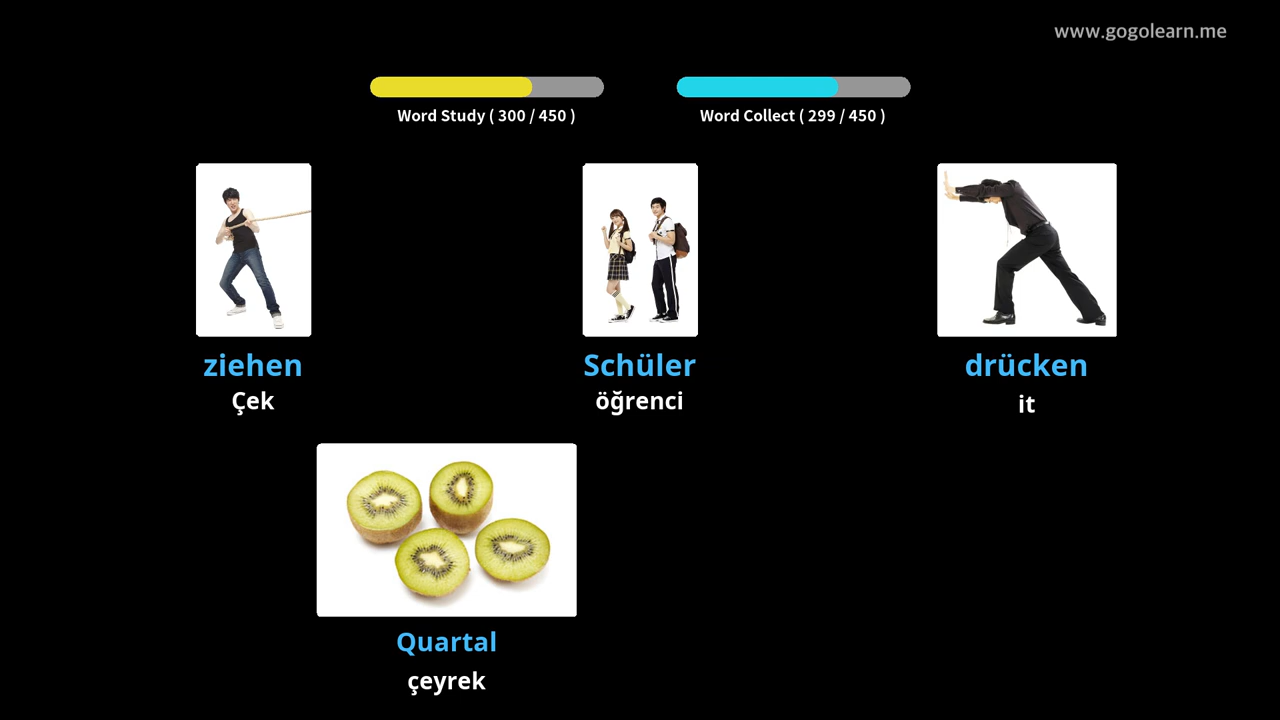 www.gogolearn.me
Word Study ( 300 / 450 )
Word Collect ( 299 / 450 )
ziehen
Çek
Schüler
öğrenci
drücken
it
Quartal
çeyrek